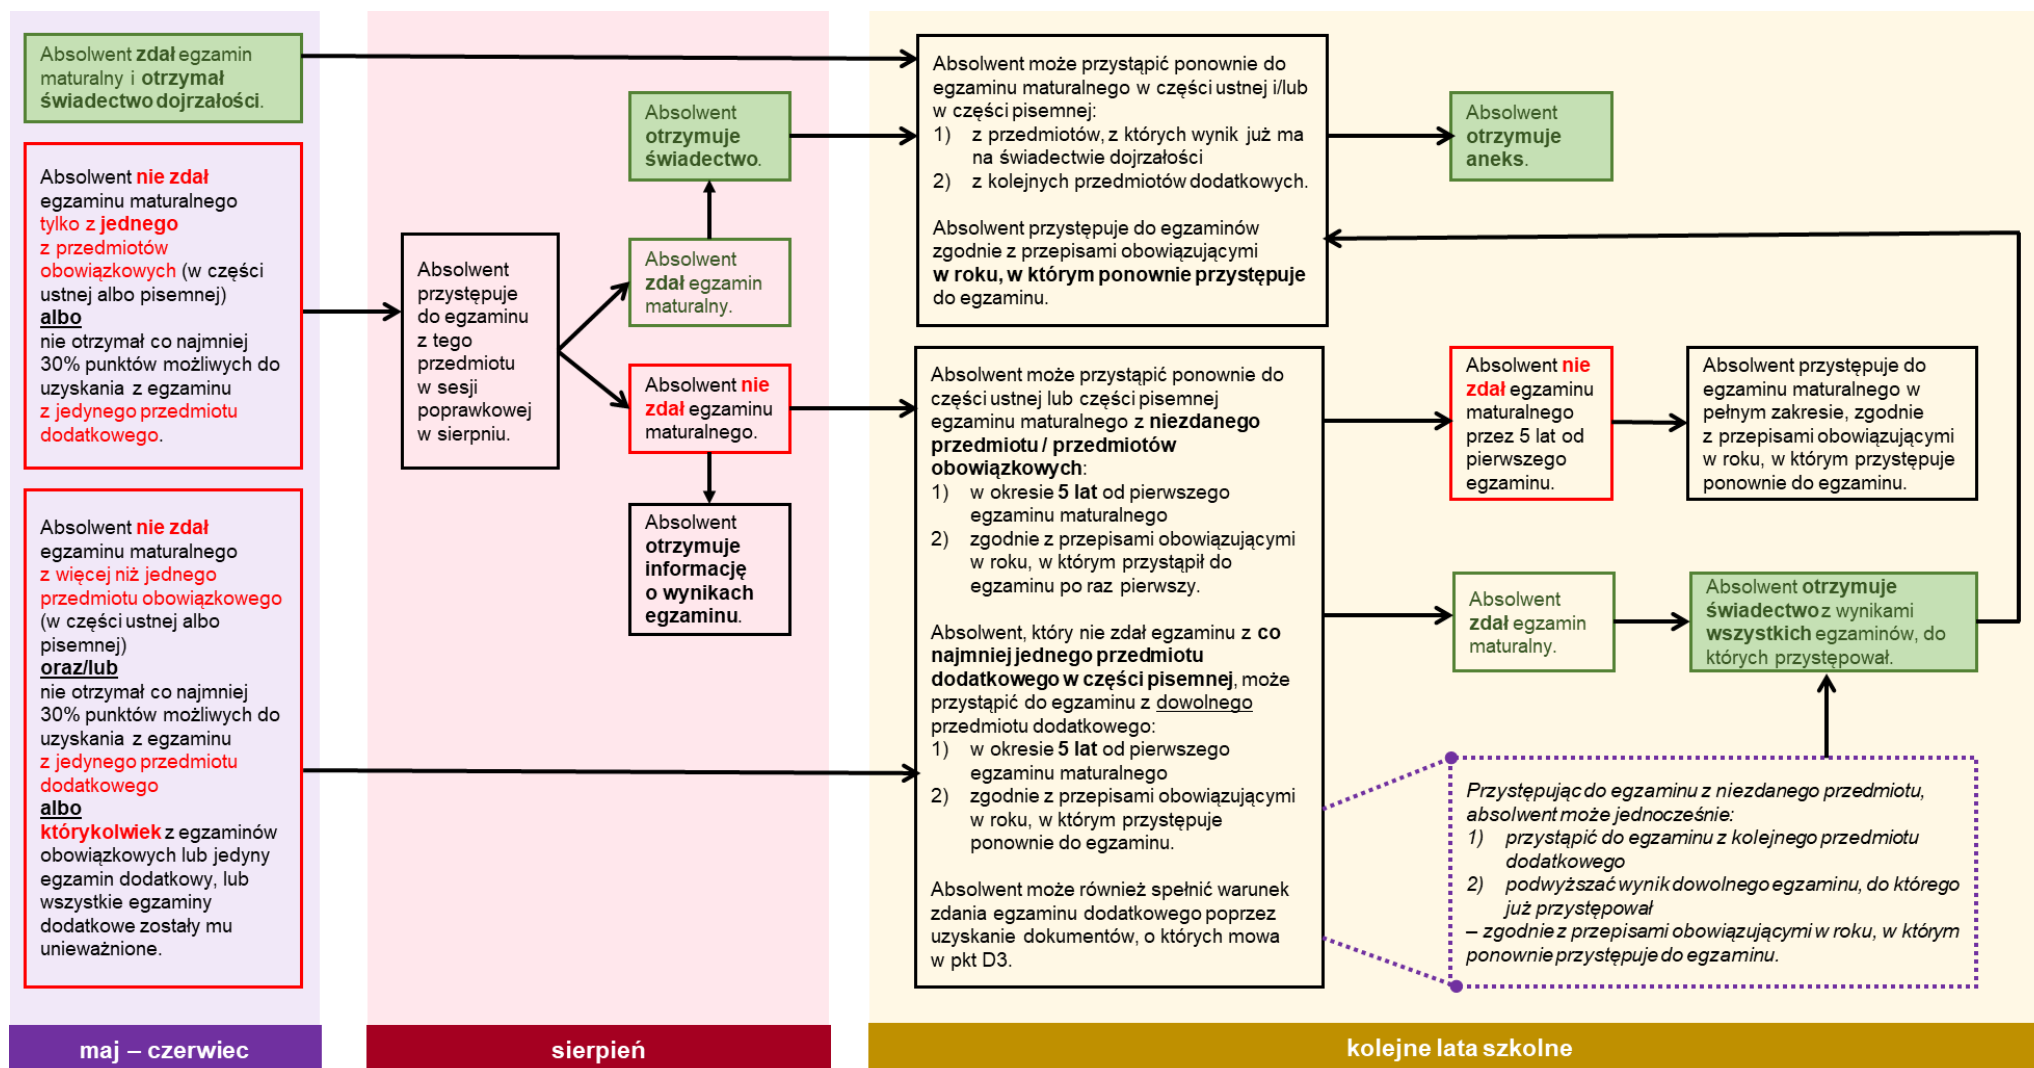 Absolwent zdał egzamin
maturalny i otrzymał
świadectwo dojrzałości.
Absolwent nie zdał
egzaminu maturalnego
tylko z jednego
z przedmiotów
obowiązkowych (w części
ustnej albo pisemnej)
albo
nie otrzymał co najmniej
30% punktów możliwych do
uzyskania z egzaminu
z jedynego przedmiotu
dodatkowego.
Absolwent nie zdał
egzaminu maturalnego
z więcej niż jednego
przedmiotu obowiązkowego
(w części ustnej albo
pisemnej)
oraz/lub
nie otrzymał co najmniej
30% punktów możliwych do
uzyskania z egzaminu
z jedynego przedmiotu
dodatkowego
albo
którykolwiek z egzaminów
obowiązkowych lub jedyny
egzamin dodatkowy, lub
wszystkie egzaminy
dodatkowe zostały mu
unieważnione.
maj – czerwiec
Absolwent
przystępuje
do egzaminu
z tego
przedmiotu
w sesji
poprawkowej
w sierpniu.
Absolwent
otrzymuje
świadectwo.
Absolwent
zdał egzamin
maturalny.
Absolwent nie
zdał egzaminu
maturalnego.
Absolwent
otrzymuje
informację
o wynikach
egzaminu.
sierpień
Absolwent może przystąpić ponownie do
egzaminu maturalnego w części ustnej i/lub
w części pisemnej:
1) z przedmiotów, z których wynik już ma
na świadectwie dojrzałości
2) z kolejnych przedmiotów dodatkowych.
Absolwent przystępuje do egzaminów
zgodnie z przepisami obowiązującymi
w roku, w którym ponownie przystępuje
do egzaminu.
Absolwent
otrzymuje
aneks.
Absolwent może przystąpić ponownie do
części ustnej lub części pisemnej
egzaminu maturalnego z niezdanego
przedmiotu / przedmiotów
obowiązkowych:
1) w okresie 5 lat od pierwszego
egzaminu maturalnego
2) zgodnie z przepisami obowiązującymi
w roku, w którym przystąpił do
egzaminu po raz pierwszy.
Absolwent, który nie zdał egzaminu z co
najmniej jednego przedmiotu
dodatkowego w części pisemnej, może
przystąpić do egzaminu z dowolnego
przedmiotu dodatkowego:
1) w okresie 5 lat od pierwszego
egzaminu maturalnego
2) zgodnie z przepisami obowiązującymi
w roku, w którym przystępuje
ponownie do egzaminu.
Absolwent może również spełnić warunek
zdania egzaminu dodatkowego poprzez
uzyskanie dokumentów, o których mowa
w pkt D3.
Absolwent nie
zdał egzaminu
maturalnego
przez 5 lat od
pierwszego
egzaminu.
Absolwent przystępuje do
egzaminu maturalnego w
pełnym zakresie, zgodnie
z przepisami obowiązującymi
w roku, w którym przystępuje
ponownie do egzaminu.
Absolwent
zdał egzamin
maturalny.
Absolwent otrzymuje
świadectwo z wynikami
wszystkich egzaminów, do
których przystępował.
Przystępując do egzaminu z niezdanego przedmiotu,
absolwent może jednocześnie:
1) przystąpić do egzaminu z kolejnego przedmiotu
dodatkowego
2) podwyższać wynik dowolnego egzaminu, do którego
już przystępował
– zgodnie z przepisami obowiązującymi w roku, w którym
ponownie przystępuje do egzaminu.
kolejne lata szkolne